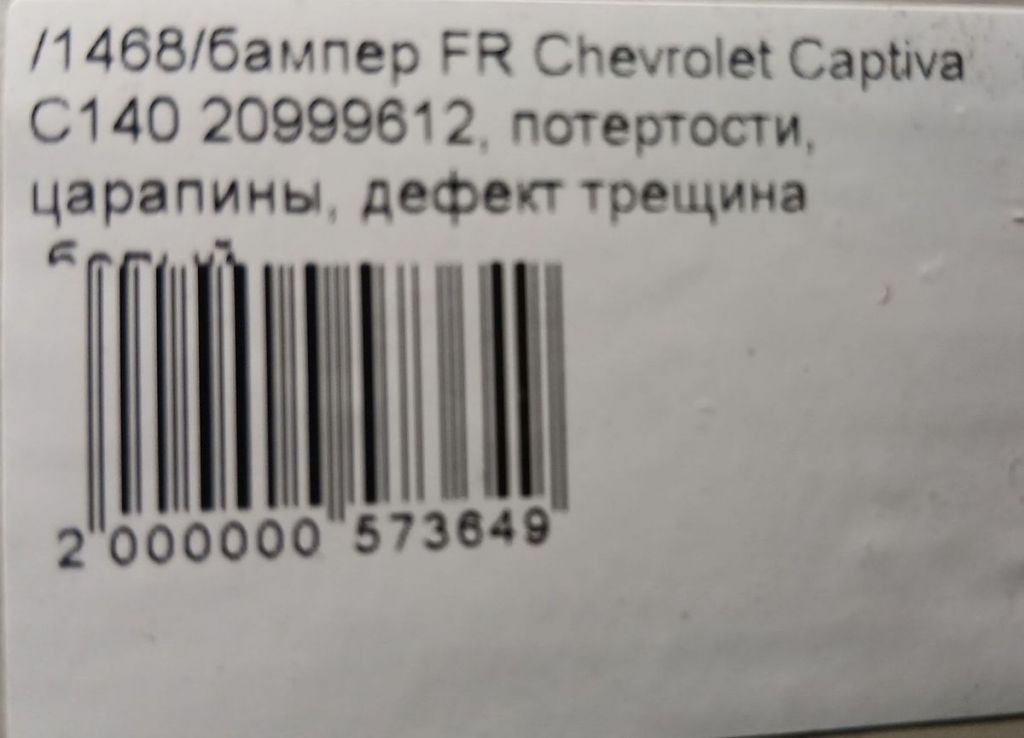 /1468/бампер FR Chevrolet Captiva
C140 20999612, потертости,
царапины, дефект трещина
2 000000 573649